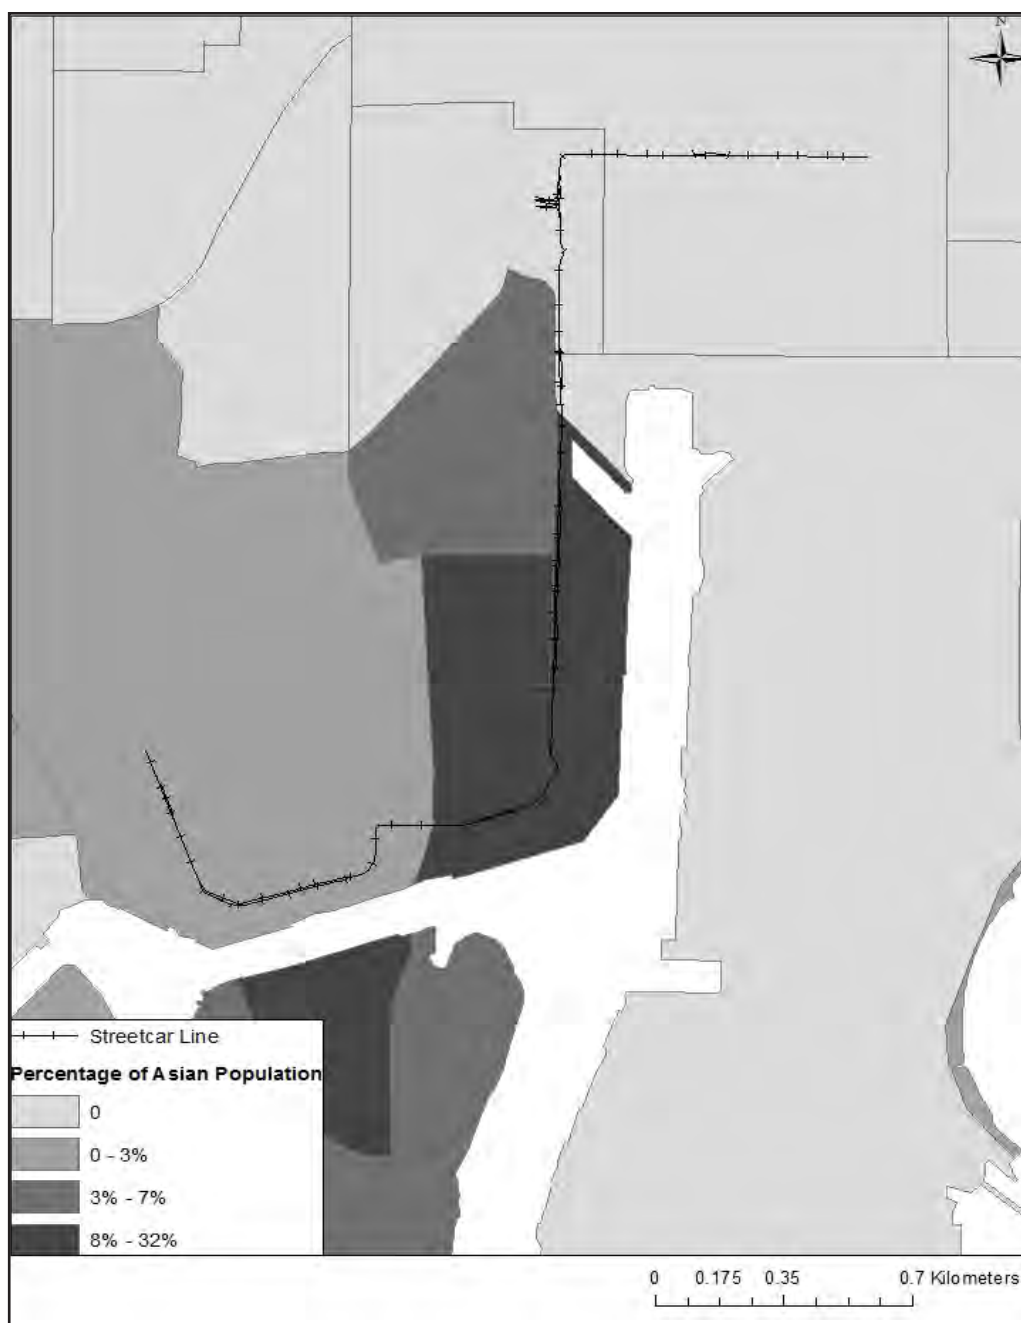 N
Streetcar Line
Percentage of Asian Population
0
0 - 3%
3% - 7%
8% - 32%
0 0.175 0.35 0.7 Kilometers